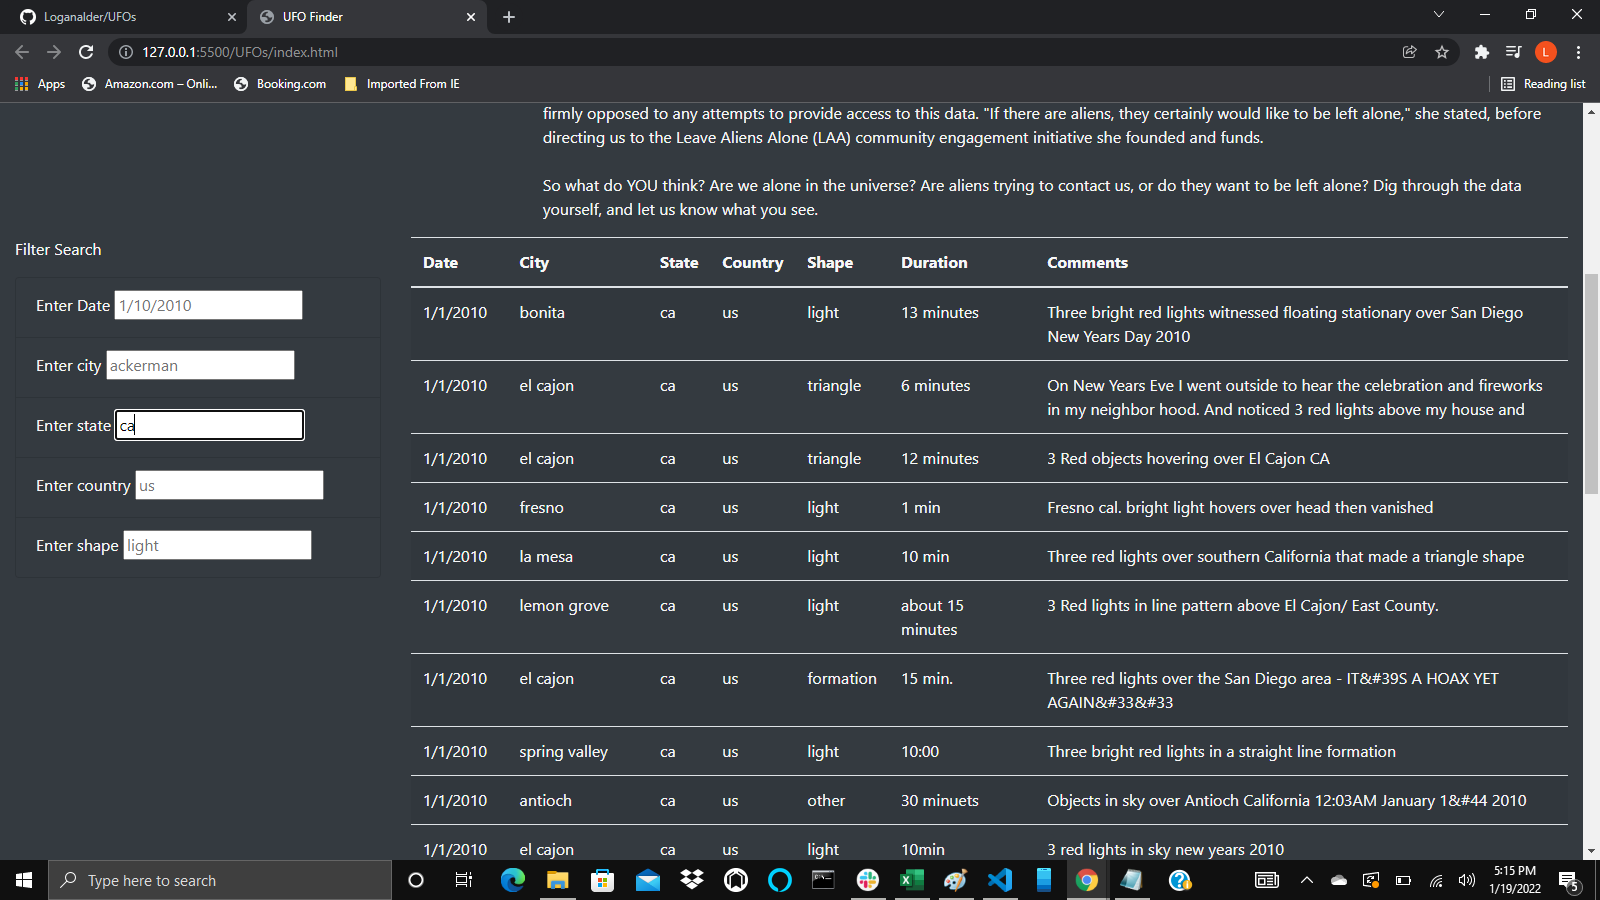 Loganalder/UFOs
UFO Finder
127.0.0.1:5500/UFOs/index.html
L
Apps
Amazon.com – Onli...
Booking.com
Imported From IE
Reading list
firmly opposed to any attempts to provide access to this data. "If there are aliens, they certainly would like to be left alone," she stated, before
directing us to the Leave Aliens Alone (LAA) community engagement initiative she founded and funds.
So what do YOU think? Are we alone in the universe? Are aliens trying to contact us, or do they want to be left alone? Dig through the data
yourself, and let us know what you see.
Filter Search
Enter Date 1/10/2010
Enter city ackerman
Enter state ca
Enter country us
Enter shape light
Date City State Country Shape Duration Comments
1/1/2010 bonita ca us light 13 minutes Three bright red lights witnessed floating stationary over San Diego
New Years Day 2010
1/1/2010 el cajon ca us triangle 6 minutes On New Years Eve I went outside to hear the celebration and fireworks
in my neighbor hood. And noticed 3 red lights above my house and
1/1/2010 el cajon ca us triangle 12 minutes 3 Red objects hovering over El Cajon CA
1/1/2010 fresno ca us light 1 min Fresno cal. bright light hovers over head then vanished
1/1/2010 la mesa ca us light 10 min Three red lights over southern California that made a triangle shape
1/1/2010 lemon grove ca us light about 15 3 Red lights in line pattern above El Cajon/ East County.
minutes
1/1/2010 el cajon ca us formation 15 min. Three red lights over the San Diego area - IT&#39S A HOAX YET
AGAIN&#33&#33
1/1/2010 spring valley ca us light 10:00 Three bright red lights in a straight line formation
1/1/2010 antioch ca us other 30 minuets Objects in sky over Antioch California 12:03AM January 1&#44 2010
1/1/2010 el cajon ca us light 10min 3 red lights in sky new years 2010
Type here to search
5:15 PM
1/19/2022
5